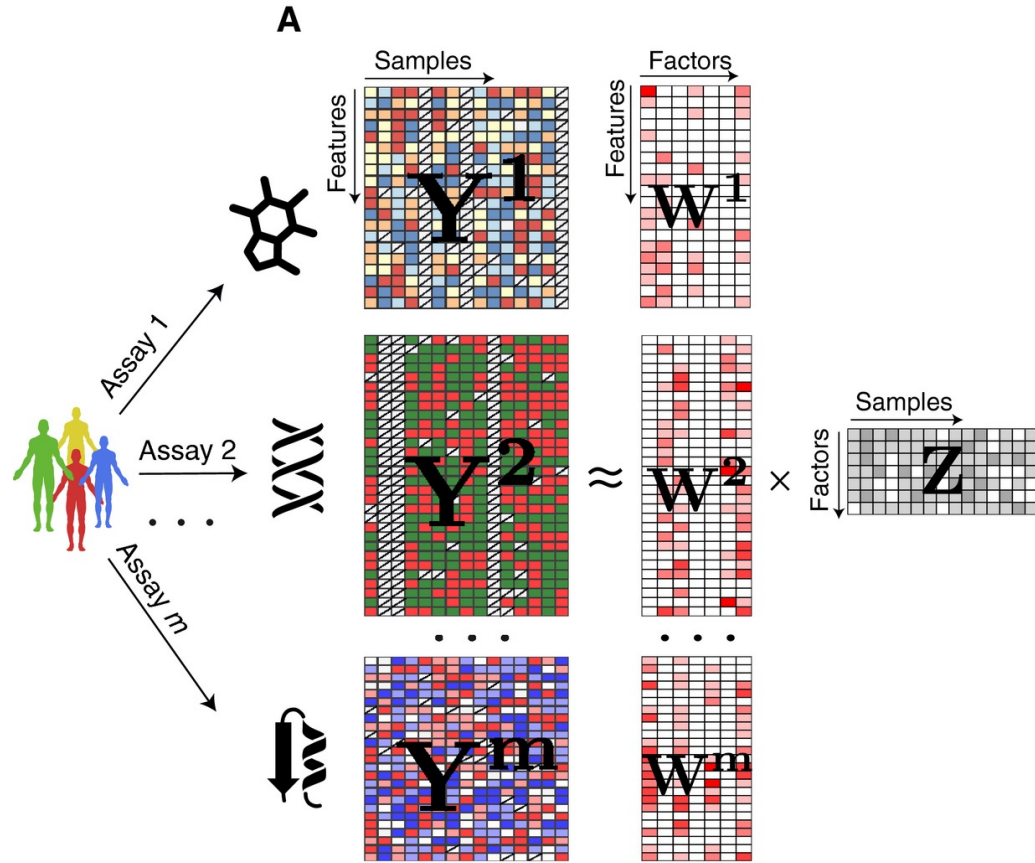 A
Samples
Factors
Features
Features
Y¹
W¹
Assay 1
Assay 2
. . .
Assay m
Y²
≈
W²
×
Samples
Factors
Z
. . .
. . .
Yᵐ
Wᵐ